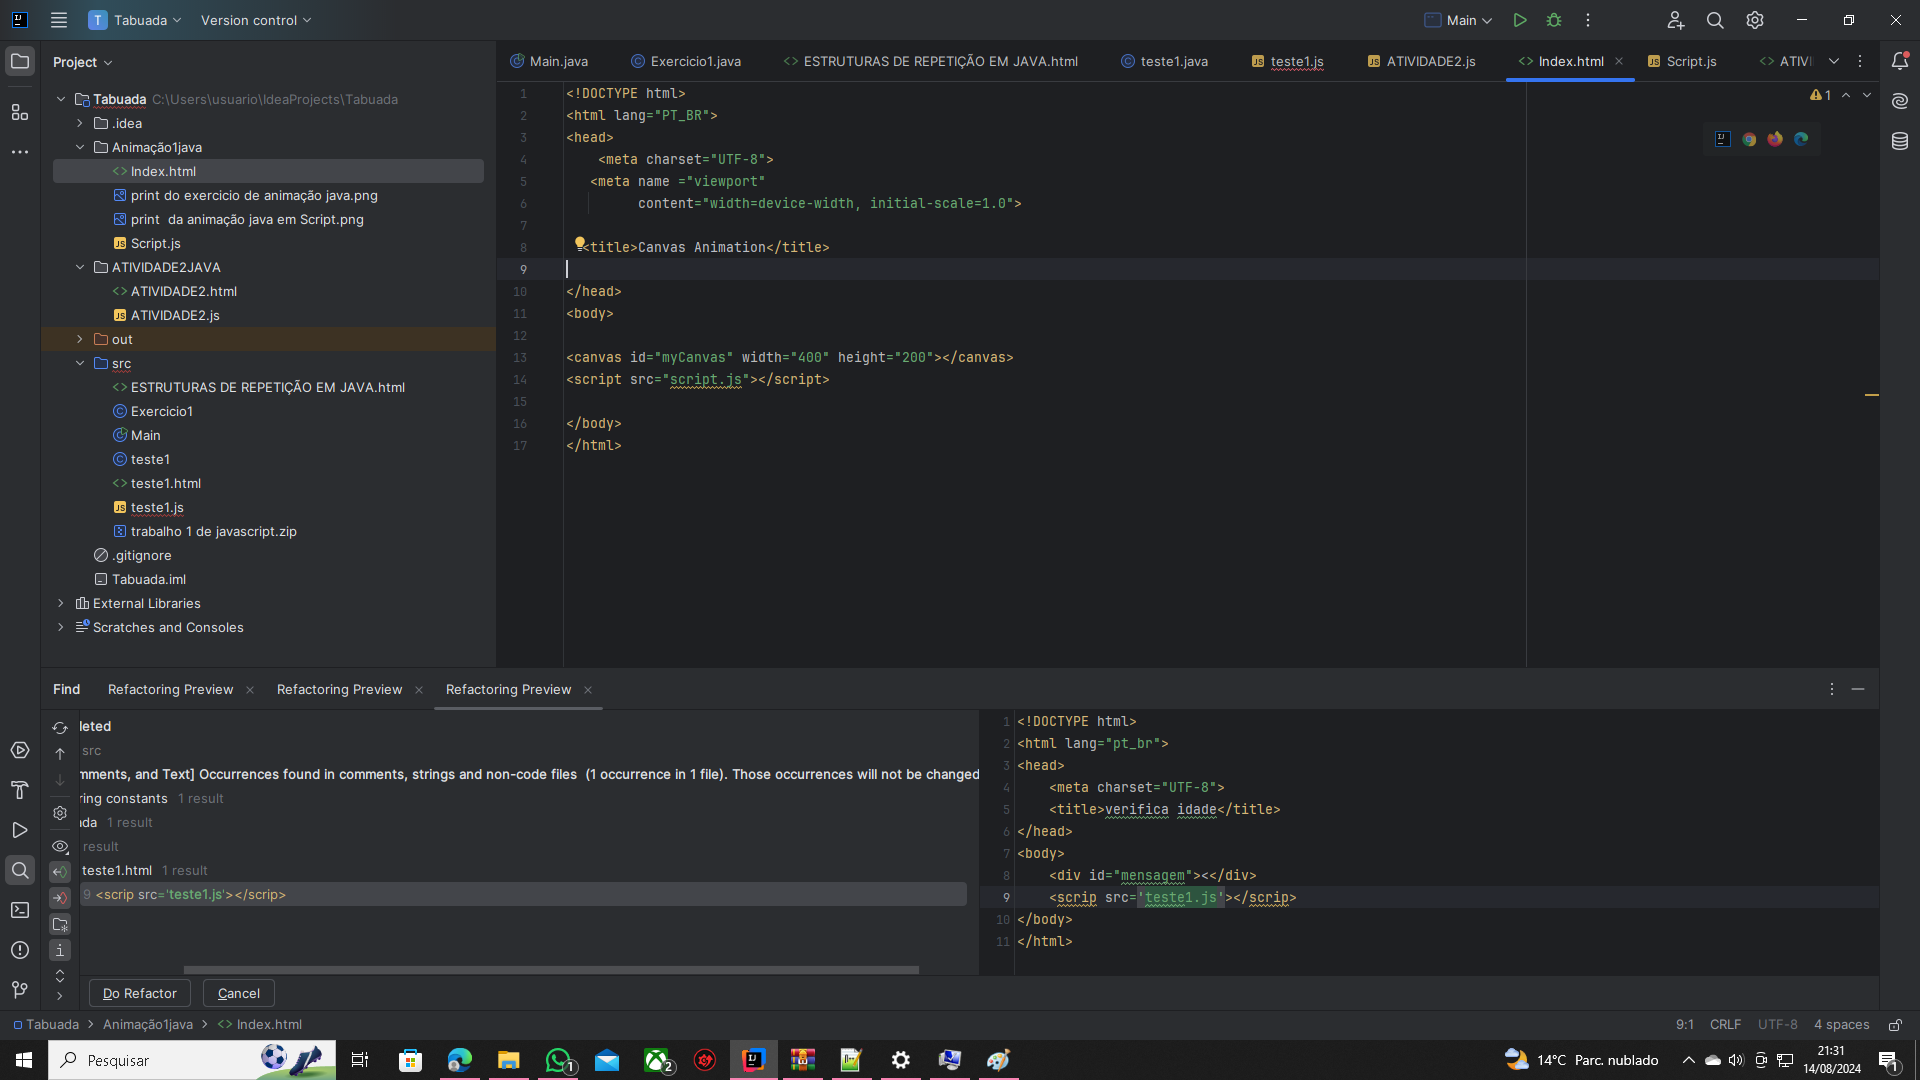 Tabuada
Version control
Main
Project
Main.java
Exercicio1.java
ESTRUTURAS DE REPETIÇÃO EM JAVA.html
teste1.java
teste1.js
ATIVIDADE2.js
Index.html
Script.js
ATIVI
Tabuada C:\Users\usuario\IdeaProjects\Tabuada
.idea
Animação1java
Index.html
print do exercicio de animação java.png
print  da animação java em Script.png
Script.js
ATIVIDADE2JAVA
ATIVIDADE2.html
ATIVIDADE2.js
out
src
ESTRUTURAS DE REPETIÇÃO EM JAVA.html
Exercicio1
Main
teste1
teste1.html
teste1.js
trabalho 1 de javascript.zip
.gitignore
Tabuada.iml
External Libraries
Scratches and Consoles
1 <!DOCTYPE html>
2 <html lang="PT_BR">
3 <head>
4 <meta charset="UTF-8">
5 <meta name ="viewport"
6 content="width=device-width, initial-scale=1.0">
7
8 <title>Canvas Animation</title>
9
10 </head>
11 <body>
12
13 <canvas id="myCanvas" width="400" height="200"></canvas>
14 <script src="script.js"></script>
15
16 </body>
17 </html>
1
Find
Refactoring Preview
Refactoring Preview
Refactoring Preview
leted
src
mments, and Text] Occurrences found in comments, strings and non-code files  (1 occurrence in 1 file). Those occurrences will not be changed
ring constants 1 result
ada 1 result
result
teste1.html 1 result
9 <scrip src='teste1.js'></scrip>
Do Refactor
Cancel
1 <!DOCTYPE html>
2 <html lang="pt_br">
3 <head>
4 <meta charset="UTF-8">
5 <title>verifica idade</title>
6 </head>
7 <body>
8 <div id="mensagem"><</div>
9 <scrip src='teste1.js'></scrip>
10 </body>
11 </html>
Tabuada > Animação1java > Index.html
9:1 CRLF UTF-8 4 spaces
Pesquisar
1
2
14°C Parc. nublado
21:31
14/08/2024
1